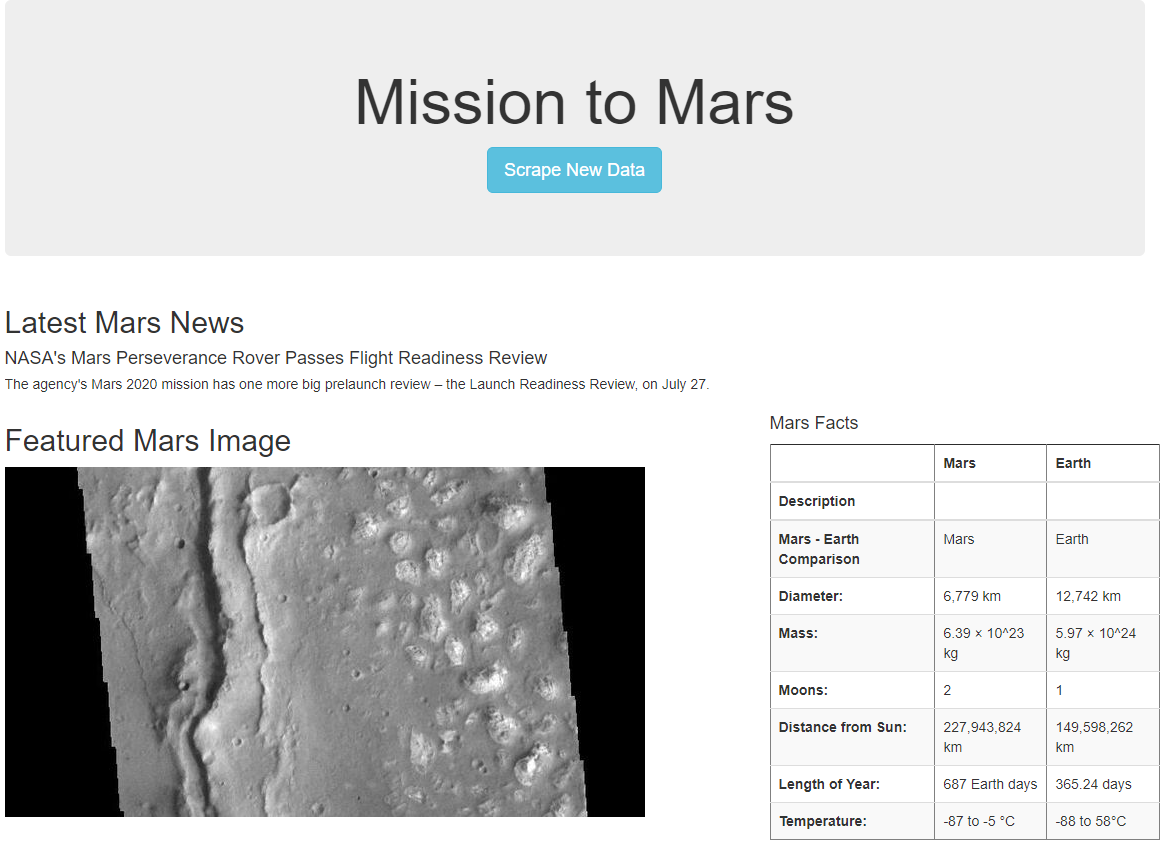 Mission to Mars
Scrape New Data
Latest Mars News
NASA's Mars Perseverance Rover Passes Flight Readiness Review
The agency's Mars 2020 mission has one more big prelaunch review – the Launch Readiness Review, on July 27.
Featured Mars Image
Mars Facts
Mars Earth
Description
Mars - Earth Comparison Mars Earth
Diameter: 6,779 km 12,742 km
Mass: 6.39 × 10^23 kg 5.97 × 10^24 kg
Moons: 2 1
Distance from Sun: 227,943,824 km 149,598,262 km
Length of Year: 687 Earth days 365.24 days
Temperature: -87 to -5 °C -88 to 58°C